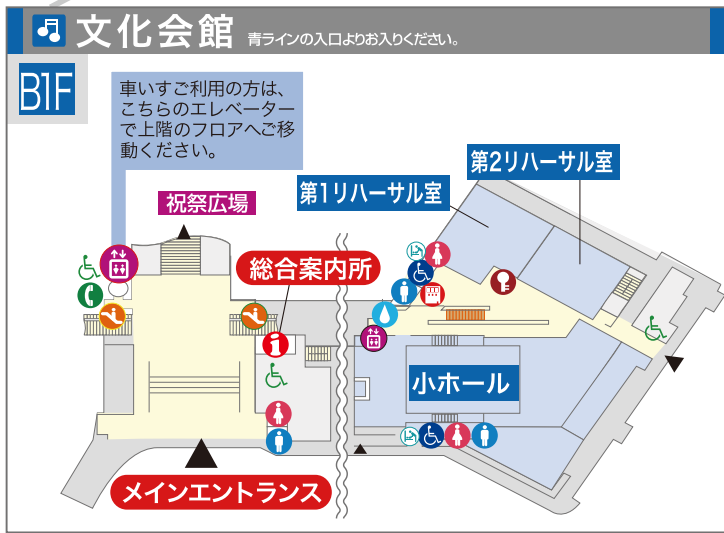 文化会館 青ラインの入口よりお入りください。
B1F
車いすご利用の方は、
こちらのエレベーター
で上階のフロアへご移
動ください。
第2リハーサル室
第1リハーサル室
祝祭広場
総合案内所
小ホール
メインエントランス